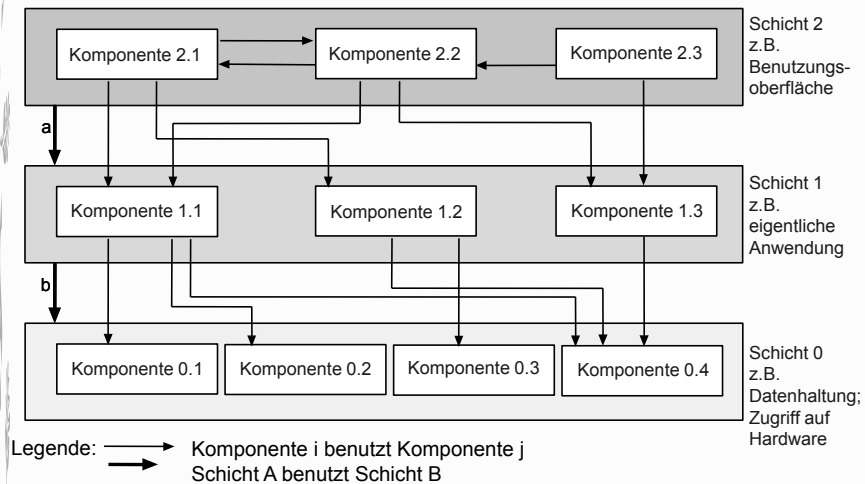 Komponente 2.1
Komponente 2.2
Komponente 2.3
Schicht 2
z.B.
Benutzungs-
oberfläche
a
Komponente 1.1
Komponente 1.2
Komponente 1.3
Schicht 1
z.B.
eigentliche
Anwendung
b
Komponente 0.1
Komponente 0.2
Komponente 0.3
Komponente 0.4
Schicht 0
z.B.
Datenhaltung;
Zugriff auf
Hardware
Legende:
Komponente i benutzt Komponente j
Schicht A benutzt Schicht B